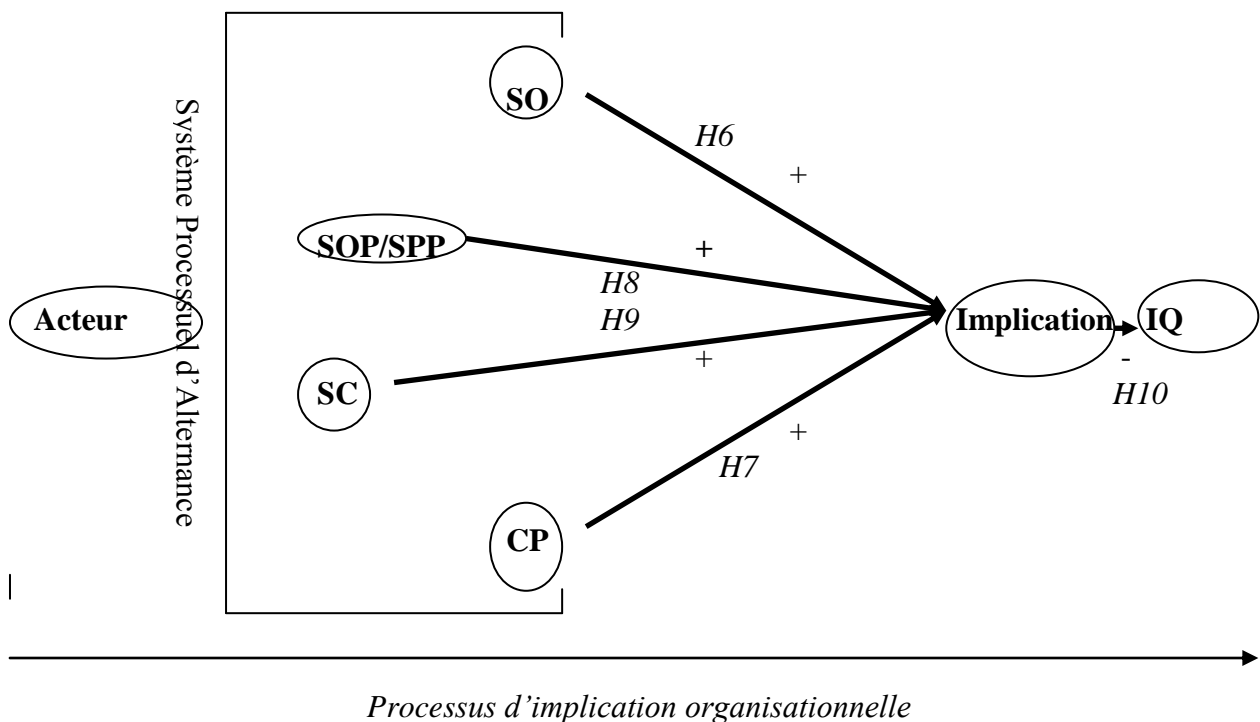 SO
H6
+
Système Processuel d'Alternance
SOP/SPP
+
H8
H9
Acteur
Implication
IQ
SC
+
-
H10
+
H7
CP
Processus d'implication organisationnelle